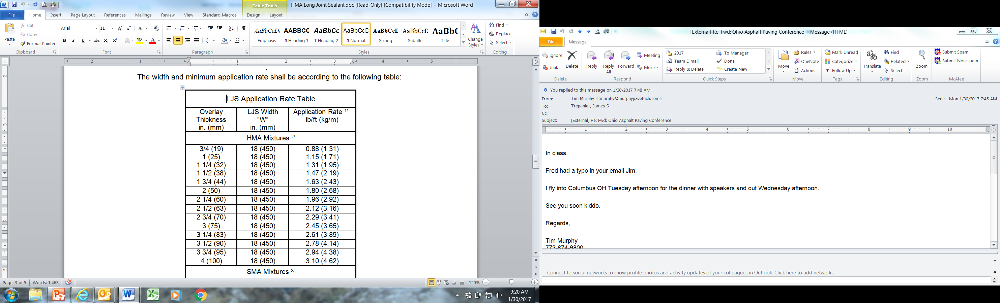 HMA Long Joint Sealant.doc [Read-Only] [Compatibility Mode] - Microsoft Word
Table Tools
File Home Insert Page Layout References Mailings Review View Standard Macros Design Layout
Paste
Cut
Copy
Format Painter
Clipboard
Arial 11
Font
Paragraph
AaBbCcDc AABBCC AaBbCc AaBbCcD AaBbCcD AaBbCcD AaBb(
Emphasis ¶ Heading 1 ¶ Heading 2 ¶ Normal Strong Subtitle Title
Change Styles
Styles
Find
Replace
Select
Editing
The width and minimum application rate shall be according to the following table:
LJS Application Rate Table
Overlay Thickness in. (mm) LJS Width “W” in. (mm) Application Rate 1/ lb/ft (kg/m)
HMA Mixtures 2/
3/4 (19) 18 (450) 0.88 (1.31)
1 (25) 18 (450) 1.15 (1.71)
1 1/4 (32) 18 (450) 1.31 (1.95)
1 1/2 (38) 18 (450) 1.47 (2.19)
1 3/4 (44) 18 (450) 1.63 (2.43)
2 (50) 18 (450) 1.80 (2.68)
2 1/4 (60) 18 (450) 1.96 (2.92)
2 1/2 (63) 18 (450) 2.12 (3.16)
2 3/4 (70) 18 (450) 2.29 (3.41)
3 (75) 18 (450) 2.45 (3.65)
3 1/4 (83) 18 (450) 2.61 (3.89)
3 1/2 (90) 18 (450) 2.78 (4.14)
3 3/4 (95) 18 (450) 2.94 (4.38)
4 (100) 18 (450) 3.10 (4.62)
SMA Mixtures 2/
Page: 3 of 5 Words: 1,463 120%
9:20 AM
1/30/2017
[External] Re: Fwd: Ohio Asphalt Paving Conference - Message (HTML)
File Message
Ignore
Junk
Delete
Delete
Reply
Reply All
Forward
Meeting
More
Respond
2017
Team E-mail
Reply & Delete
To Manager
Done
Create New
Quick Steps
Move
Rules
OneNote
Actions
Move
Mark Unread
Categorize
Follow Up
Tags
Translate
Find
Related
Select
Editing
Zoom
Zoom
Submit Spam
Submit Non-spam
McAfee
You replied to this message on 1/30/2017 7:48 AM.
From: Tim Murphy <tmurphy@murphypavetech.com> Sent: Mon 1/30/2017 7:45 AM
To: Trepanier, James S
Cc:
Subject: [External] Re: Fwd: Ohio Asphalt Paving Conference
In class.
Fred had a typo in your email Jim.
I fly into Columbus OH Tuesday afternoon for the dinner with speakers and out Wednesday afternoon.
See you soon kiddo.
Regards,
Tim Murphy
773-874-9800
Connect to social networks to show profile photos and activity updates of your colleagues in Outlook. Click here to add networks.